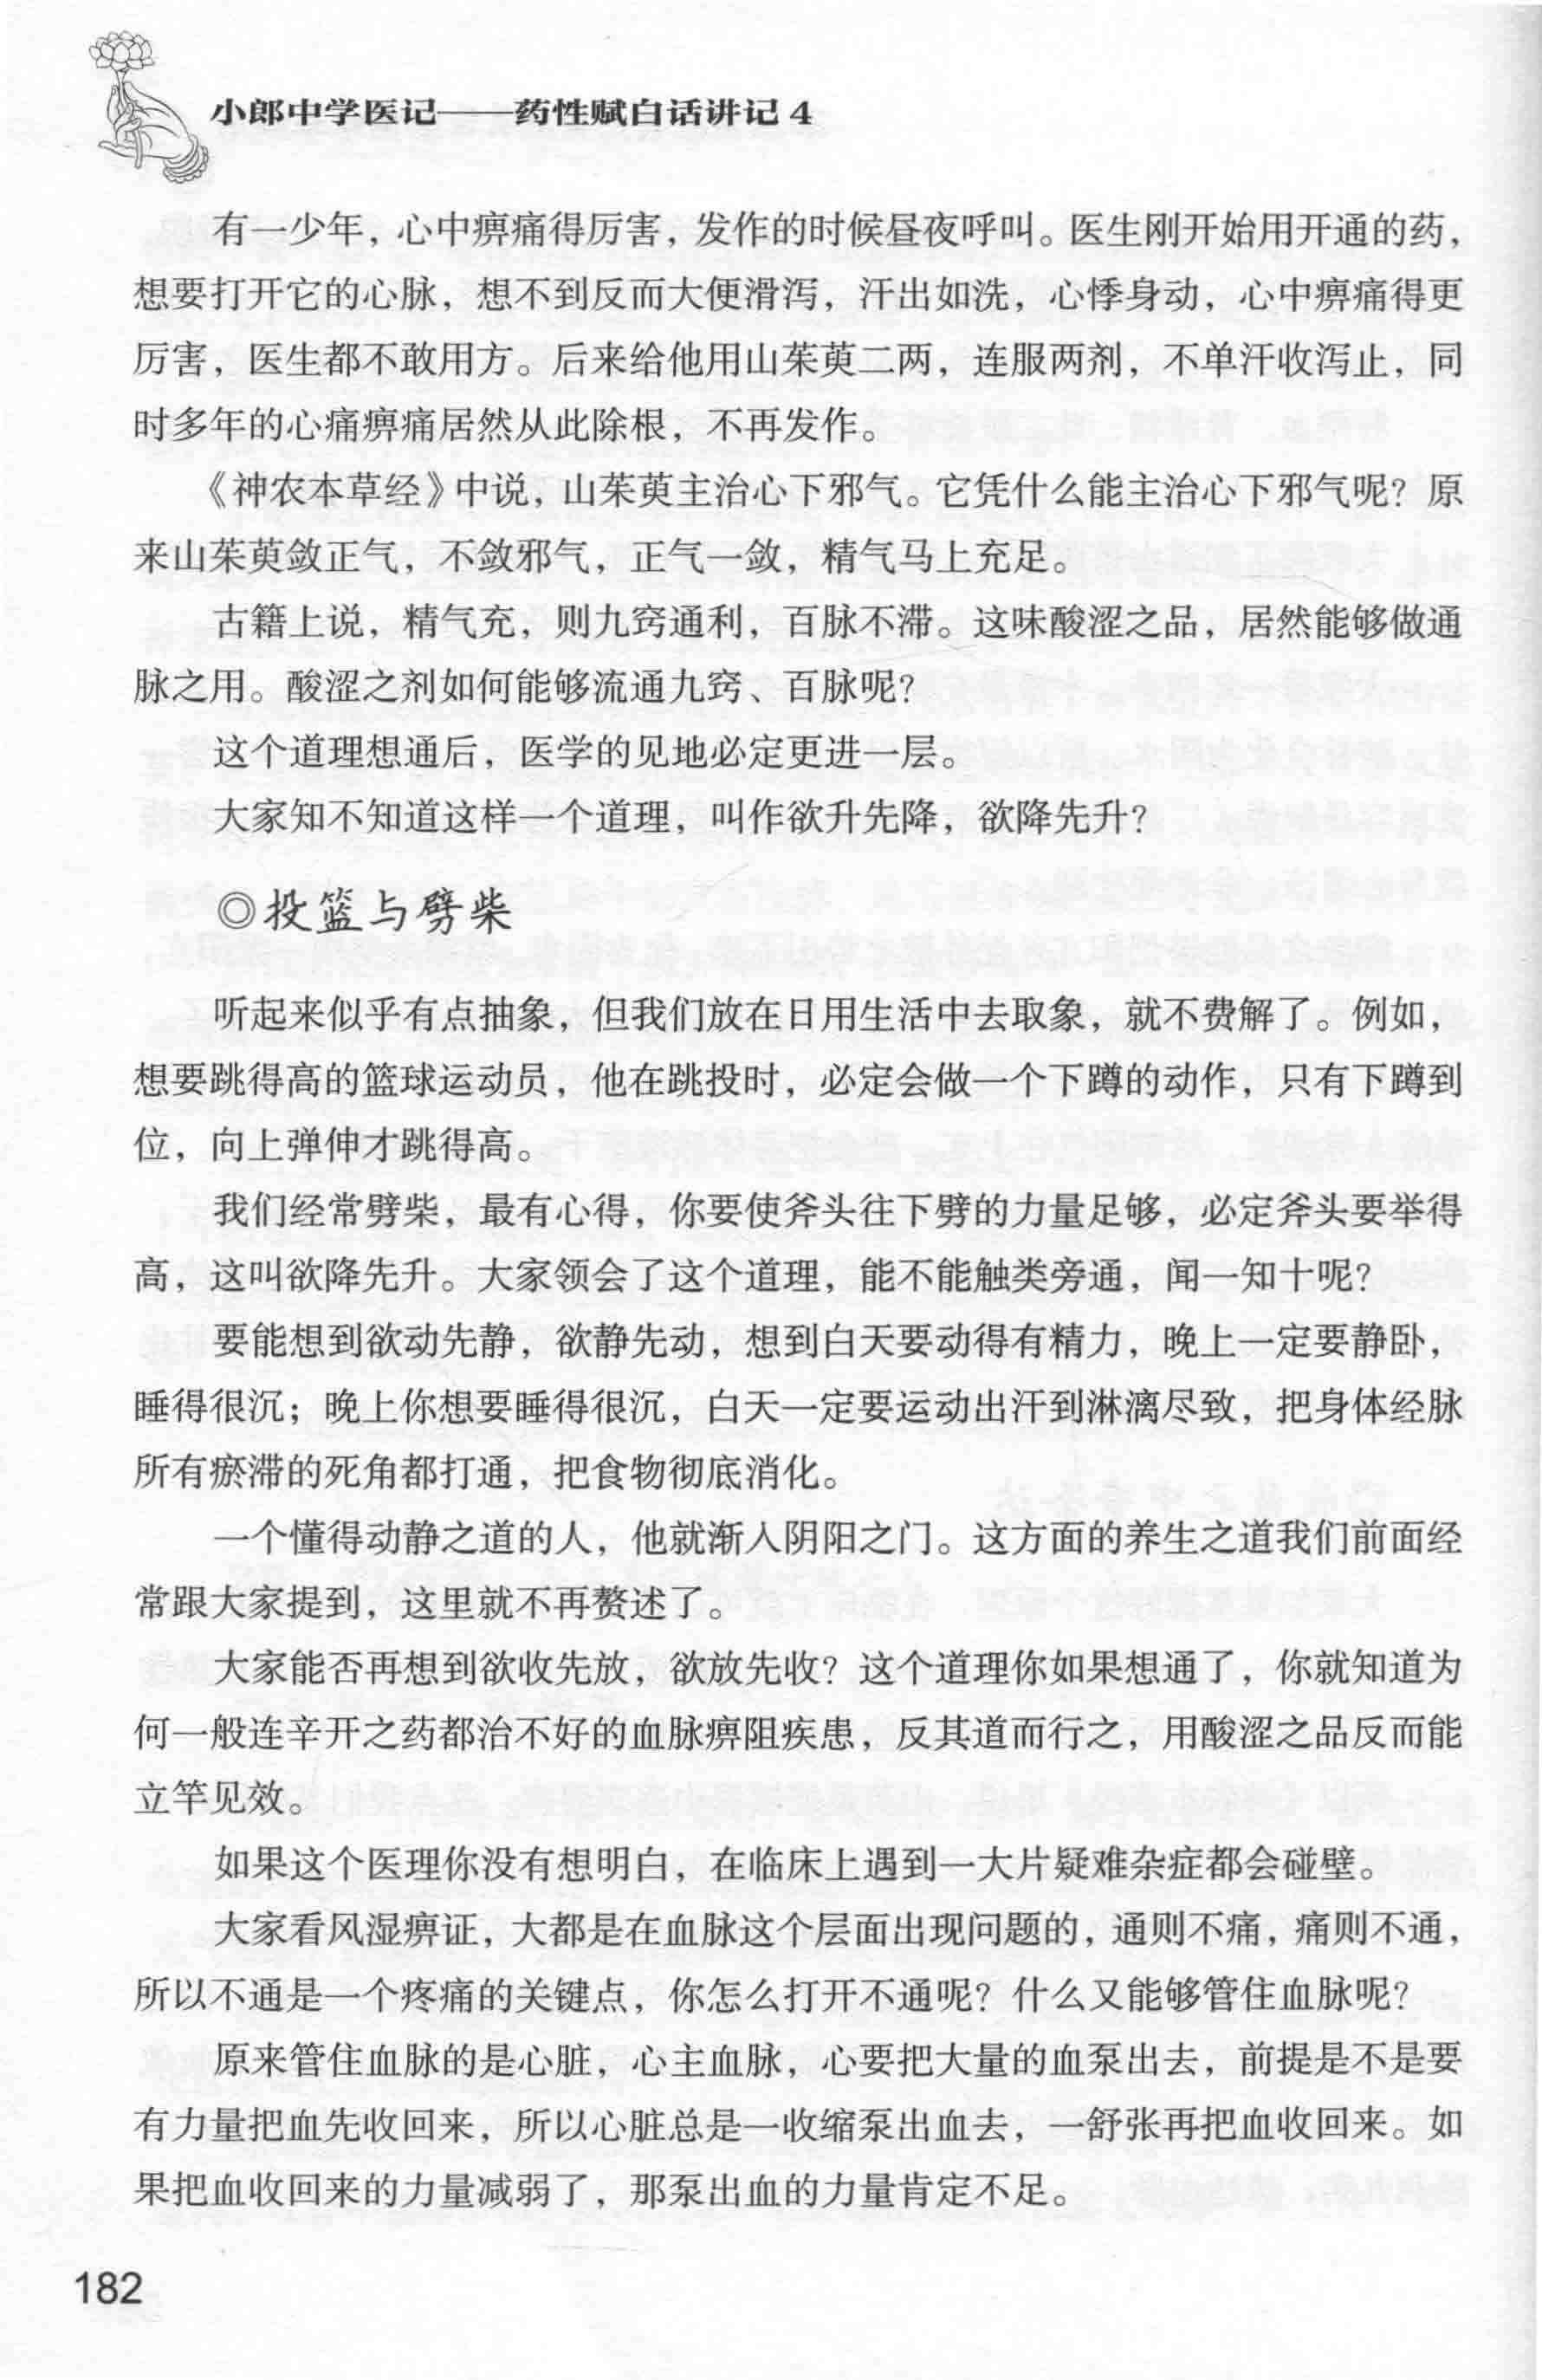 小郎中学医记——药性赋白话讲记4
有一少年，心中痹痛得厉害，发作的时候昼夜呼叫。医生刚开始用开通的药，
想要打开它的心脉，想不到反而大便滑泻，汗出如洗，心悸身动，心中痹痛得更
厉害，医生都不敢用方。后来给他用山茱萸二两，连服两剂，不单汗收泻止，同
时多年的心痛痹痛居然从此除根，不再发作。
《神农本草经》中说，山茱萸主治心下邪气。它凭什么能主治心下邪气呢？原
来山茱萸敛正气，不敛邪气，正气一敛，精气马上充足。
古籍上说，精气充，则九窍通利，百脉不滞。这味酸涩之品，居然能够做通
脉之用。酸涩之剂如何能够流通九窍、百脉呢？
这个道理想通后，医学的见地必定更进一层。
大家知不知道这样一个道理，叫作欲升先降，欲降先升？
◎投篮与劈柴
听起来似乎有点抽象，但我们放在日用生活中去取象，就不费解了。例如，
想要跳得高的篮球运动员，他在跳投时，必定会做一个下蹲的动作，只有下蹲到
位，向上弹伸才跳得高。
我们经常劈柴，最有心得，你要使斧头往下劈的力量足够，必定斧头要举得
高，这叫欲降先升。大家领会了这个道理，能不能触类旁通，闻一知十呢？
要能想到欲动先静，欲静先动，想到白天要动得有精力，晚上一定要静卧，
睡得很沉；晚上你想要睡得很沉，白天一定要运动出汗到淋漓尽致，把身体经脉
所有瘀滞的死角都打通，把食物彻底消化。
一个懂得动静之道的人，他就渐入阴阳之门。这方面的养生之道我们前面经
常跟大家提到，这里就不再赘述了。
大家能否再想到欲收先放，欲放先收？这个道理你如果想通了，你就知道为
何一般连辛开之药都治不好的血脉痹阻疾患，反其道而行之，用酸涩之品反而能
立竿见效。
如果这个医理你没有想明白，在临床上遇到一大片疑难杂症都会碰壁。
大家看风湿痹证，大都是在血脉这个层面出现问题的，通则不痛，痛则不通，
所以不通是一个疼痛的关键点，你怎么打开不通呢？什么又能够管住血脉呢？
原来管住血脉的是心脏，心主血脉，心要把大量的血泵出去，前提是不是要
有力量把血先收回来，所以心脏总是一收缩泵出血去，一舒张再把血收回来。如
果把血收回来的力量减弱了，那泵出血的力量肯定不足。
182